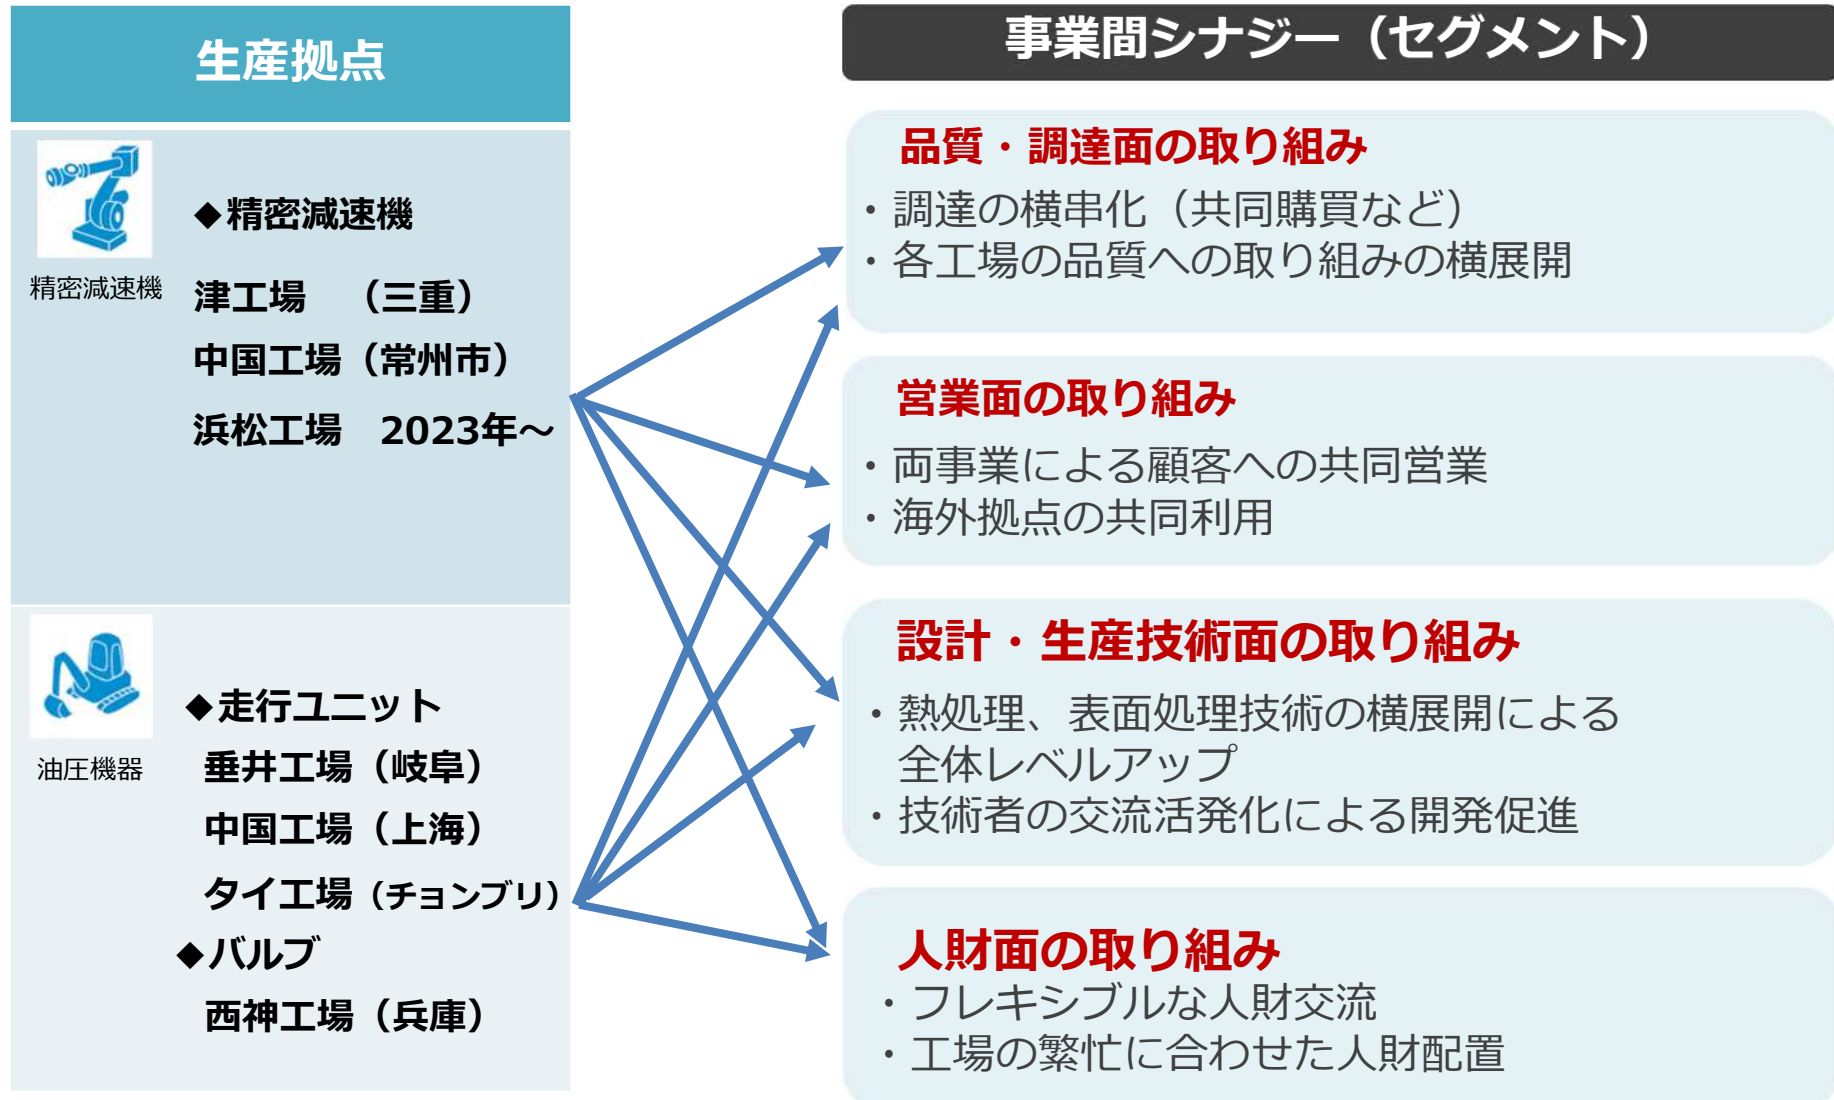 生産拠点
精密減速機
◆精密減速機
津工場　（三重）
中国工場（常州市）
浜松工場　2023年～
油圧機器
◆走行ユニット
垂井工場（岐阜）
中国工場（上海）
タイ工場（チョンブリ）
◆バルブ
西神工場（兵庫）
事業間シナジー（セグメント）
品質・調達面の取り組み
・調達の横串化（共同購買など）
・各工場の品質への取り組みの横展開
営業面の取り組み
・両事業による顧客への共同営業
・海外拠点の共同利用
設計・生産技術面の取り組み
・熱処理、表面処理技術の横展開による
全体レベルアップ
・技術者の交流活発化による開発促進
人財面の取り組み
・フレキシブルな人財交流
・工場の繁忙に合わせた人財配置